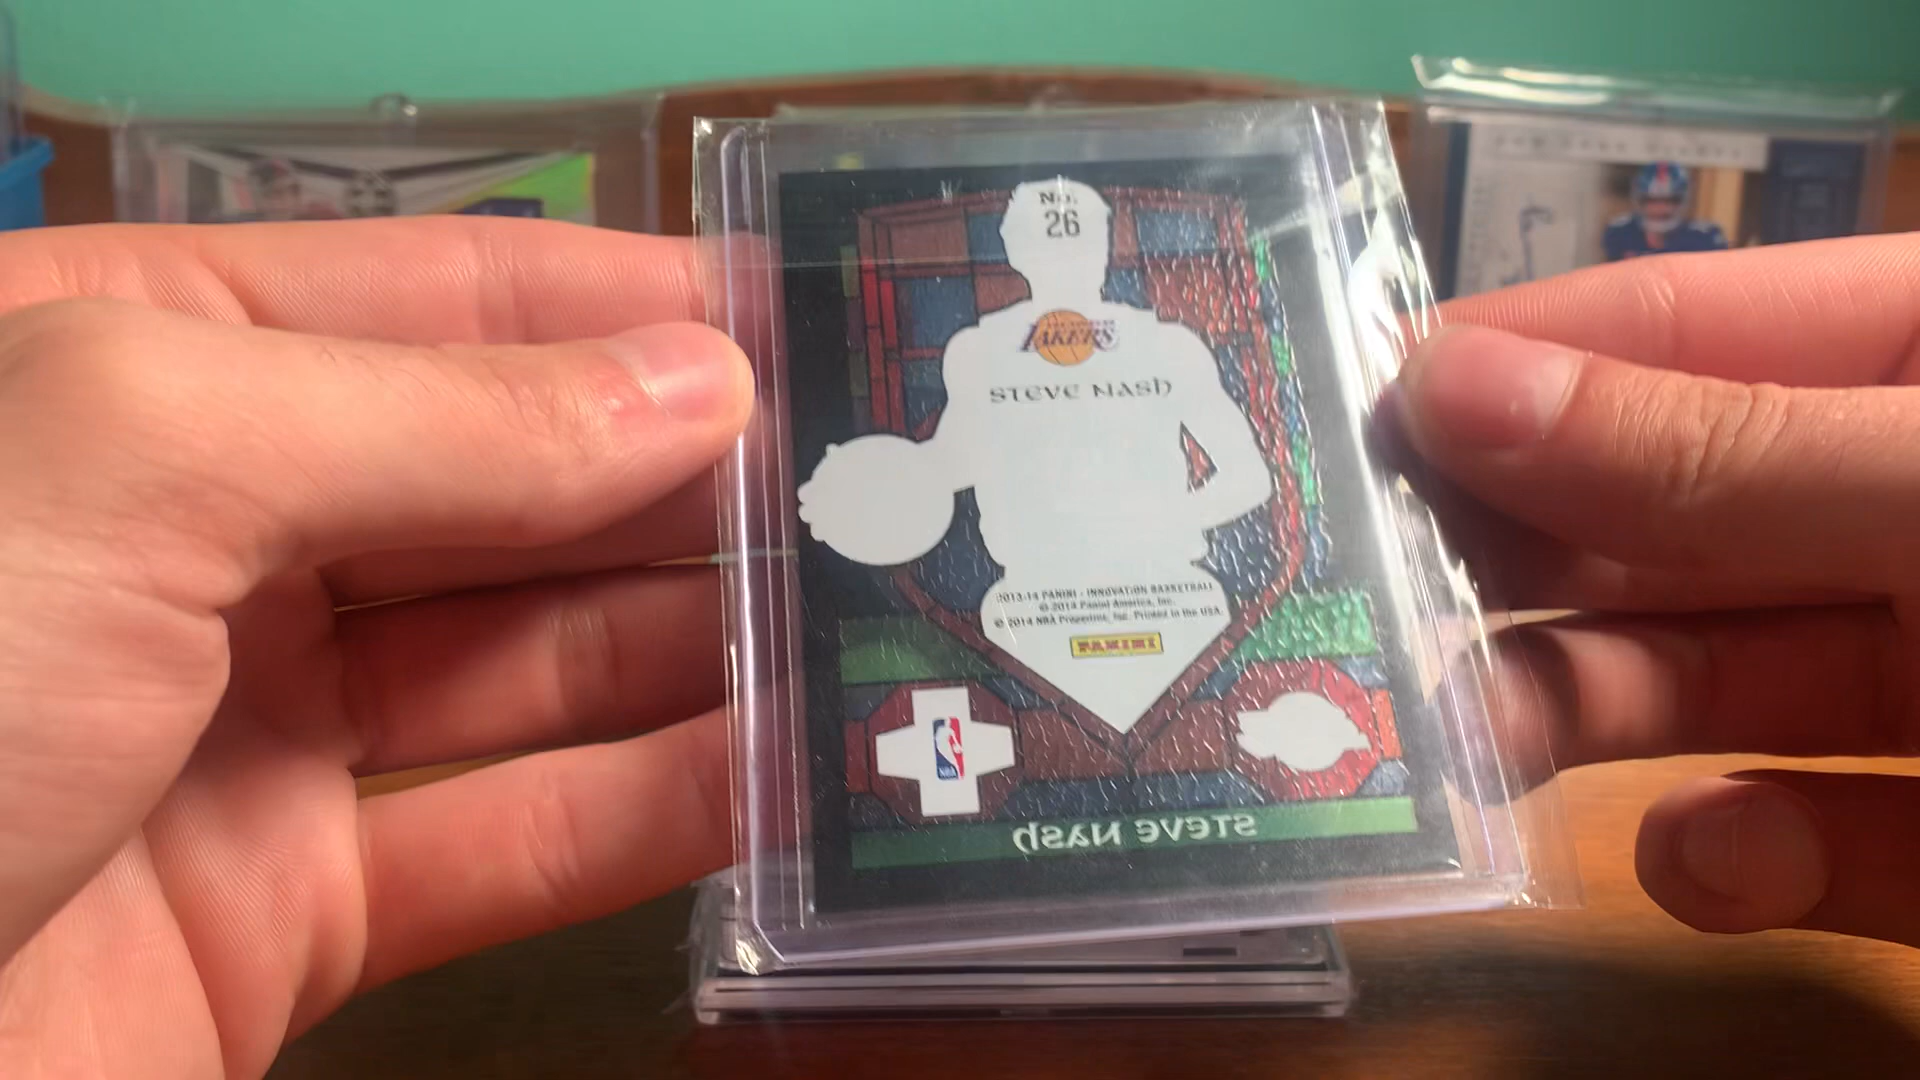 No.
26
LAKERS
STEVE NASH
2013-14 PANINI - INNOVATION BASKETBALL
© 2014 Panini America, Inc.
© 2014 NBA Properties, Inc. Printed in the USA.
PANINI
NBA
STEVE NASH